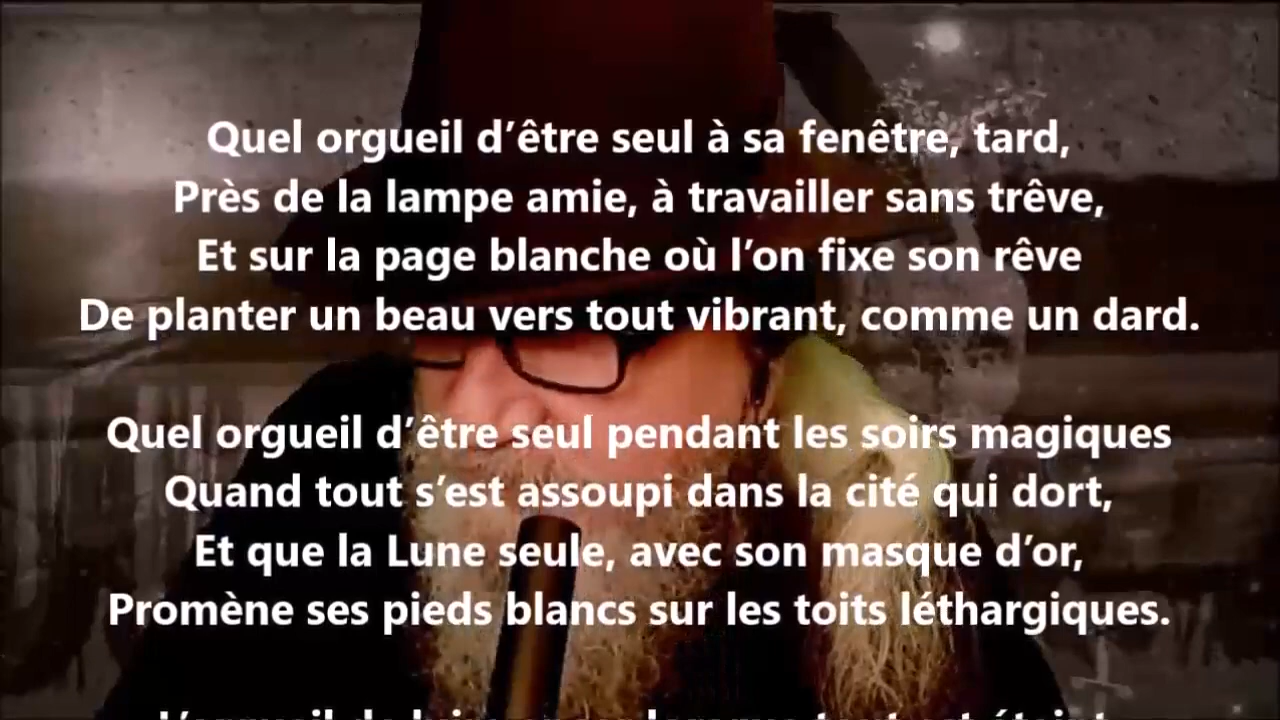 Quel orgueil d’être seul à sa fenêtre, tard,
Près de la lampe amie, à travailler sans trêve,
Et sur la page blanche où l’on fixe son rêve
De planter un beau vers tout vibrant, comme un dard.
Quel orgueil d’être seul pendant les soirs magiques
Quand tout s’est assoupi dans la cité qui dort,
Et que la Lune seule, avec son masque d’or,
Promène ses pieds blancs sur les toits léthargiques.